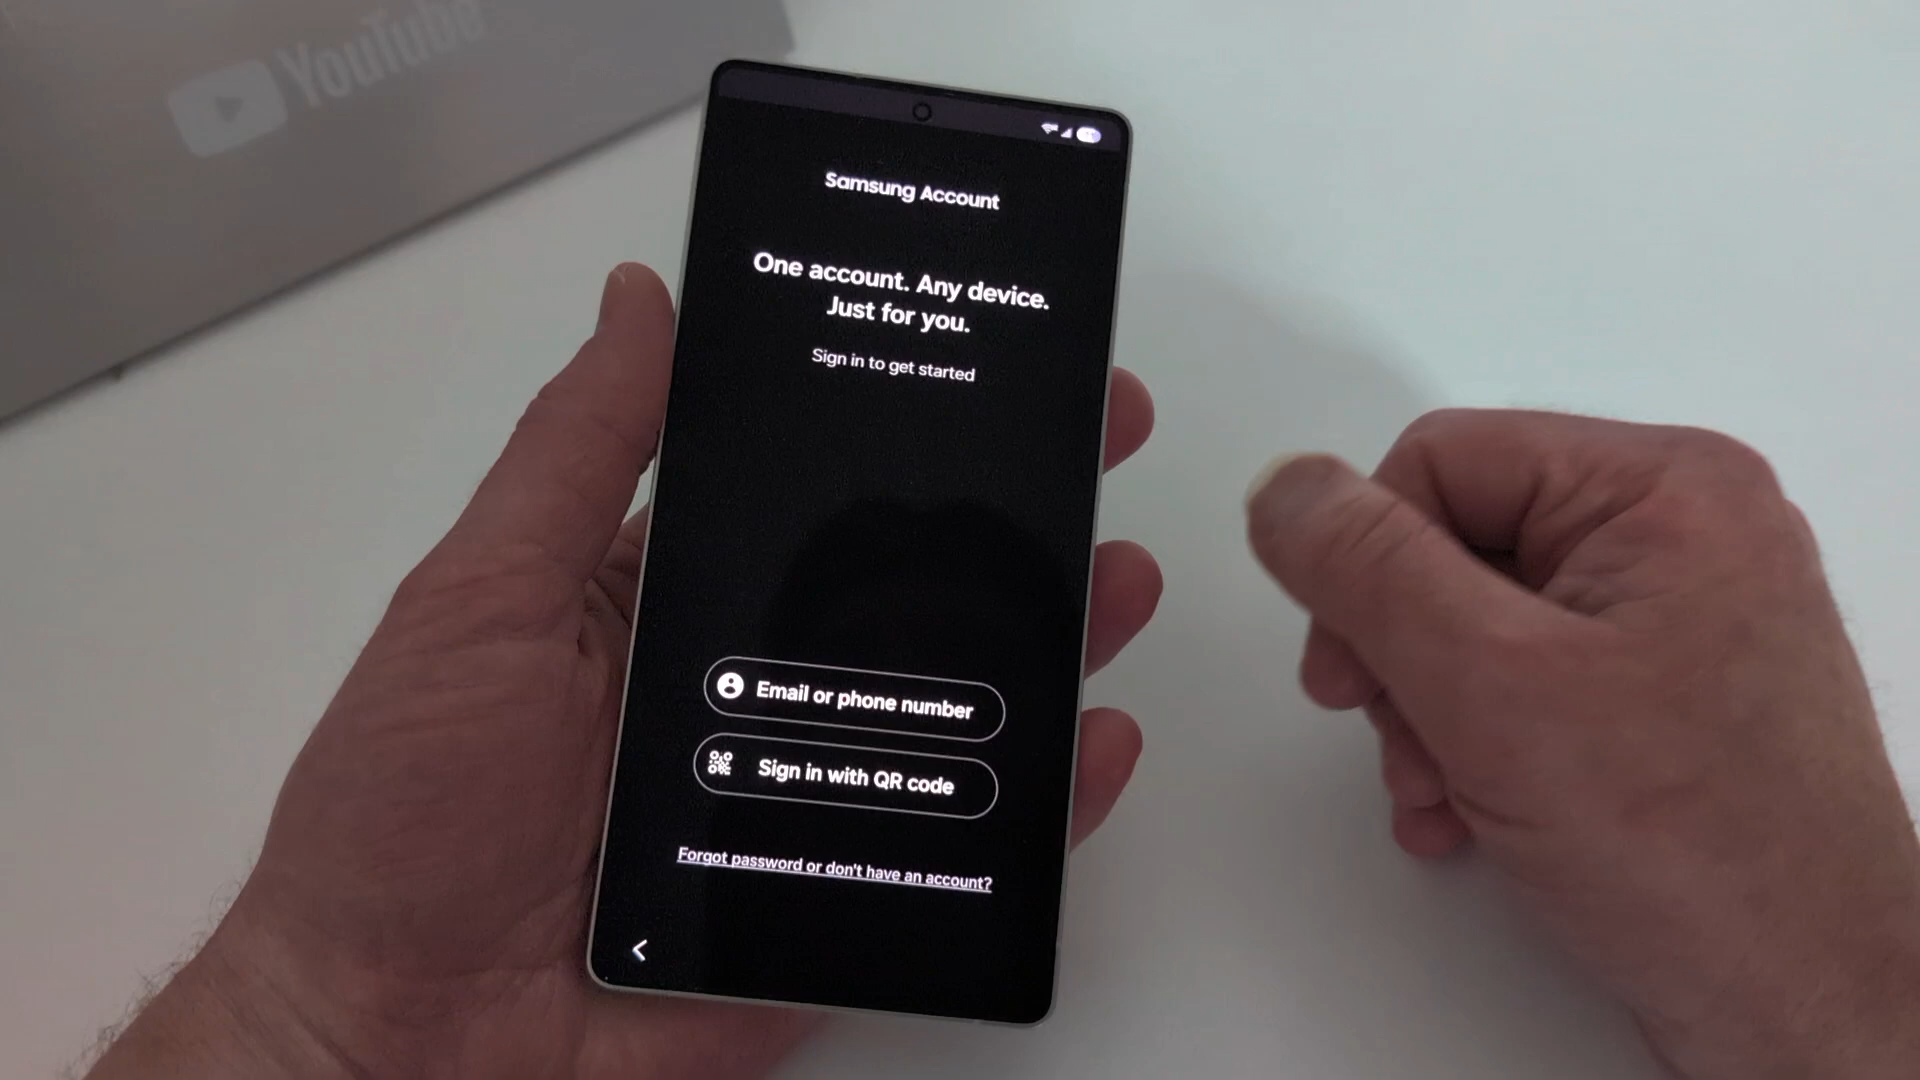 YouTube
Samsung Account
One account. Any device.
Just for you.
Sign in to get started
Email or phone number
Sign in with QR code
Forgot password or don't have an account?